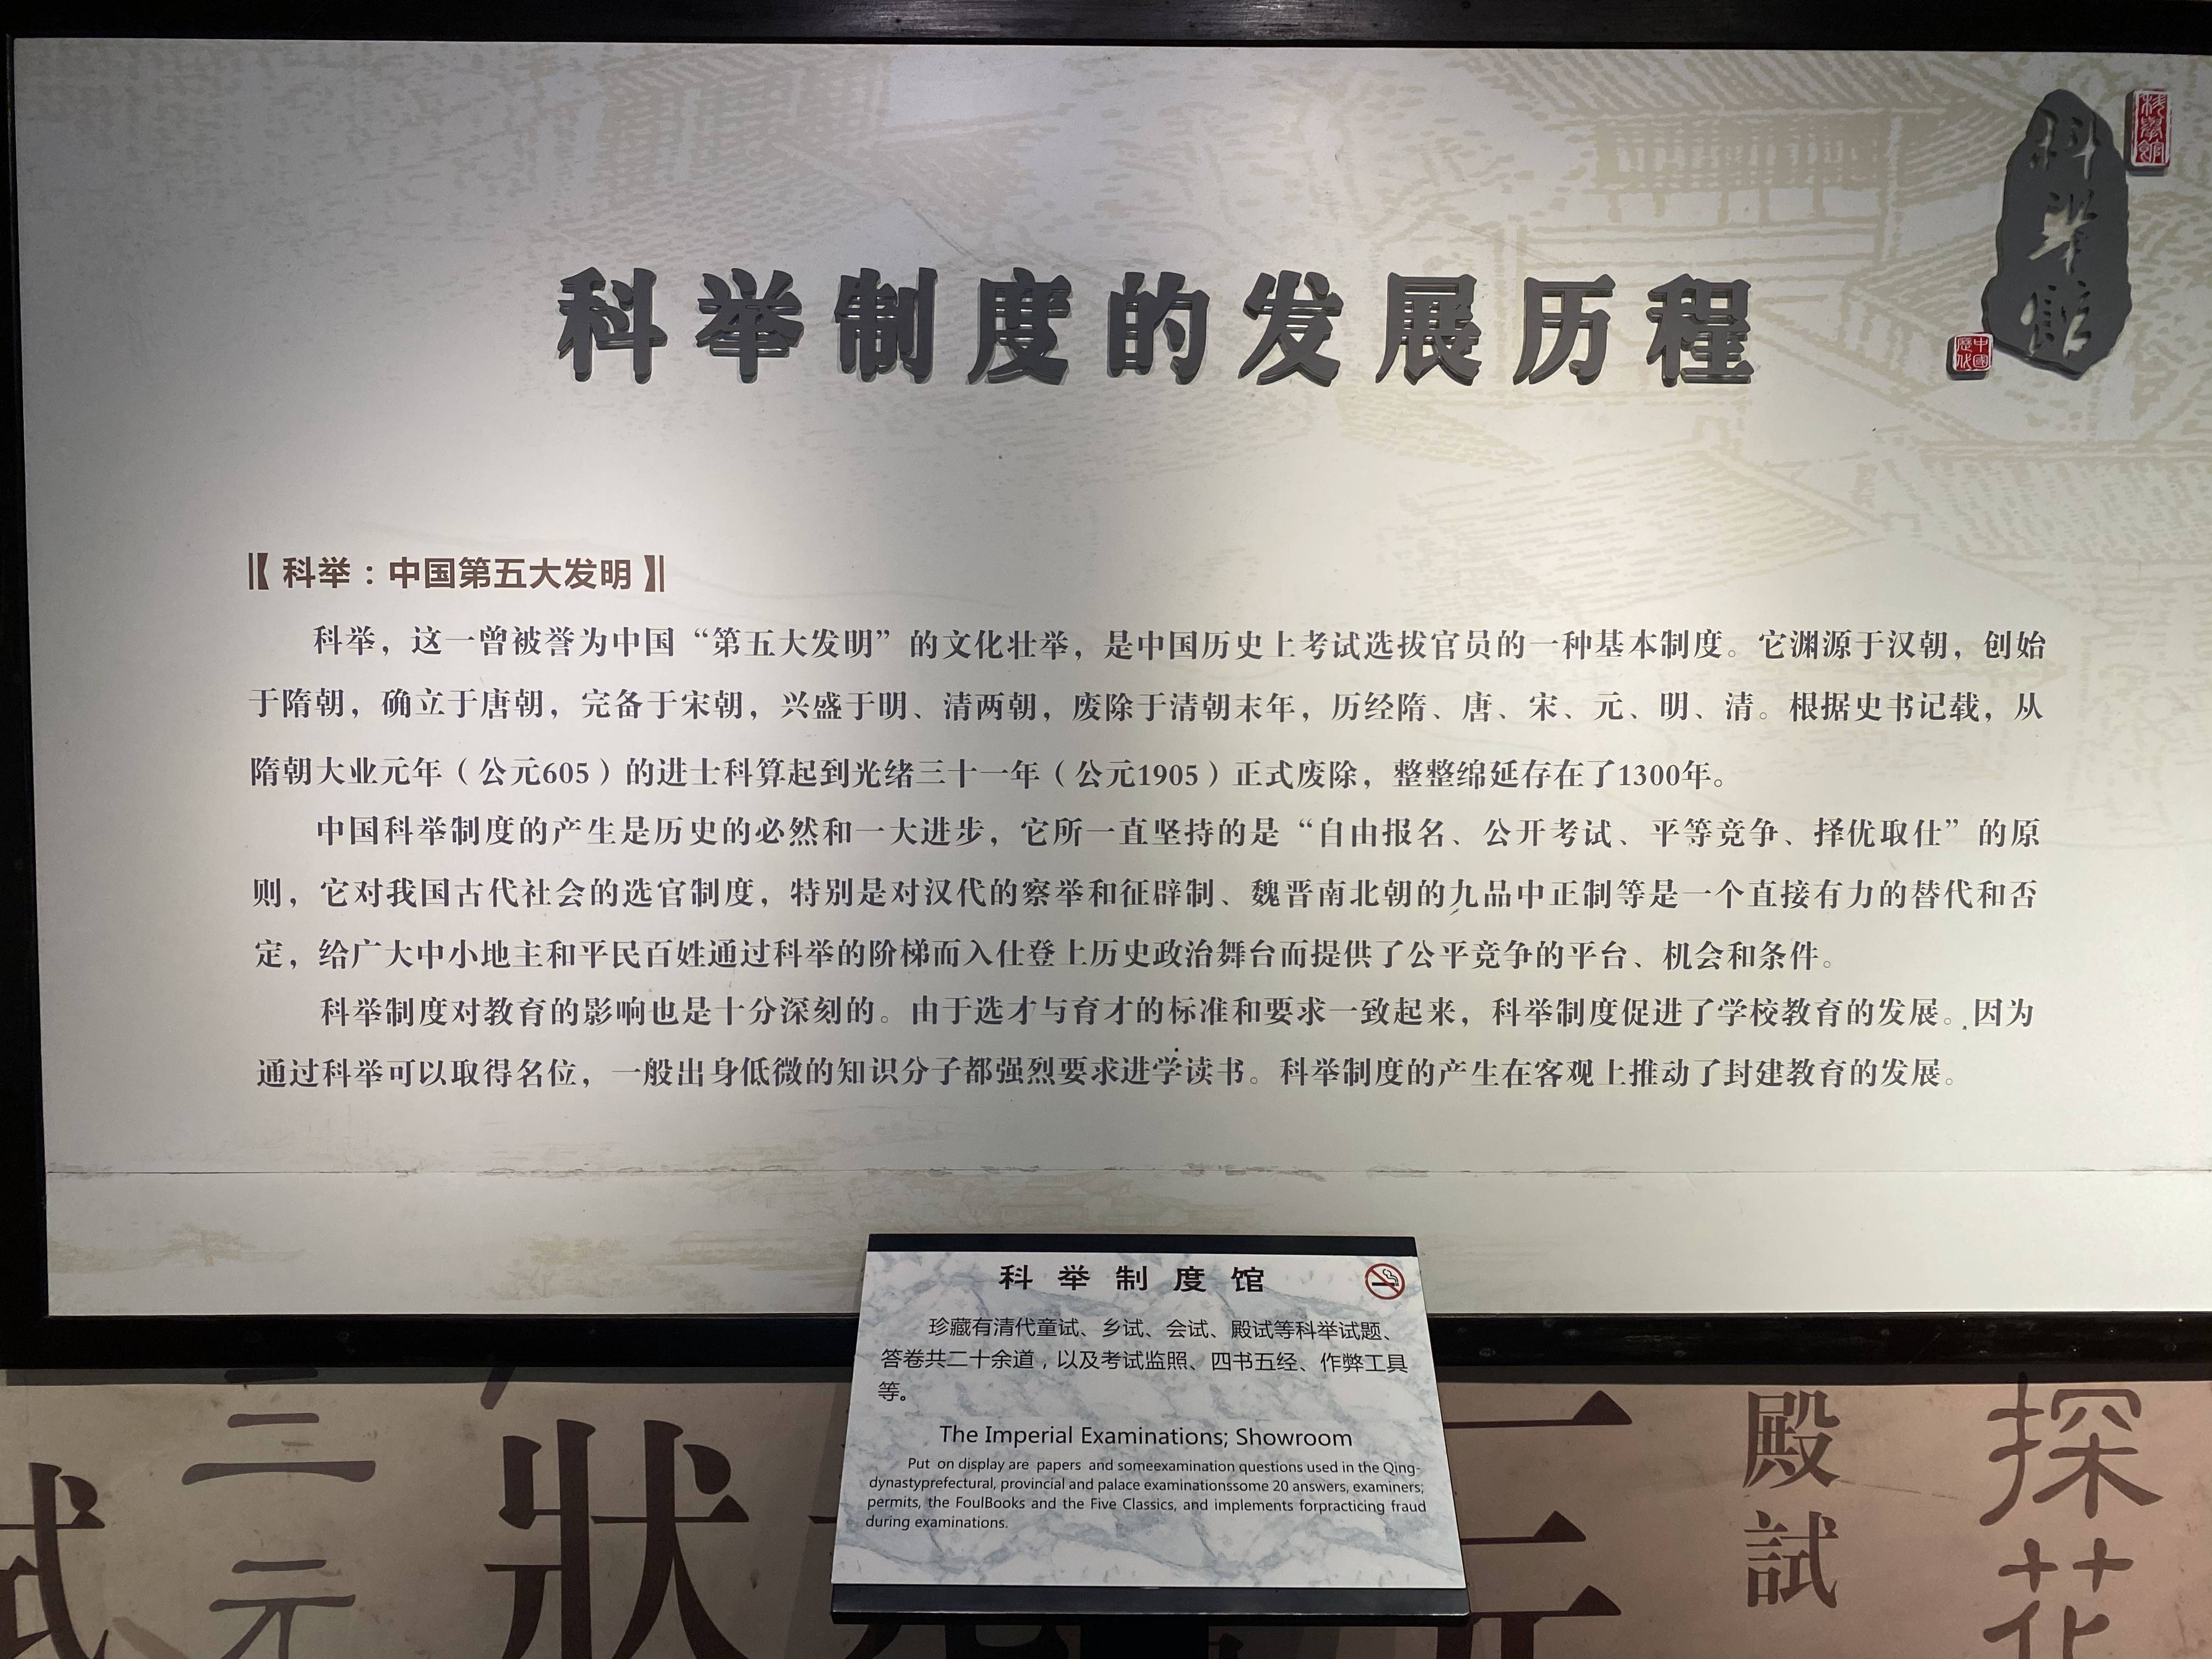 科举制度的发展历程
科举馆
科举馆
中國
歷代
【科举：中国第五大发明】
科举，这一曾被誉为中国“第五大发明”的文化壮举，是中国历史上考试选拔官员的一种基本制度。它渊源于汉朝，创始
于隋朝，确立于唐朝，完备于宋朝，兴盛于明、清两朝，废除于清朝末年，历经隋、唐、宋、元、明、清。根据史书记载，从
隋朝大业元年（公元605）的进士科算起到光绪三十一年（公元1905）正式废除，整整绵延存在了1300年。
中国科举制度的产生是历史的必然和一大进步，它所一直坚持的是“自由报名、公开考试、平等竞争、择优取仕”的原
则，它对我国古代社会的选官制度，特别是对汉代的察举和征辟制、魏晋南北朝的九品中正制等是一个直接有力的替代和否
定，给广大中小地主和平民百姓通过科举的阶梯而入仕登上历史政治舞台而提供了公平竞争的平台、机会和条件。
科举制度对教育的影响也是十分深刻的。由于选才与育才的标准和要求一致起来，科举制度促进了学校教育的发展。因为
通过科举可以取得名位，一般出身低微的知识分子都强烈要求进学读书。科举制度的产生在客观上推动了封建教育的发展。
科举制度馆
珍藏有清代童试、乡试、会试、殿试等科举试题、
答卷共二十余道，以及考试监照、四书五经、作弊工具
等。
The Imperial Examinations; Showroom
Put on display are papers and someexamination questions used in the Qing-
dynastyprefectural, provincial and palace examinationssome 20 answers, examiners;
permits, the FoulBooks and the Five Classics, and implements forpracticing fraud
during examinations.
試
三元
狀
殿試
探花